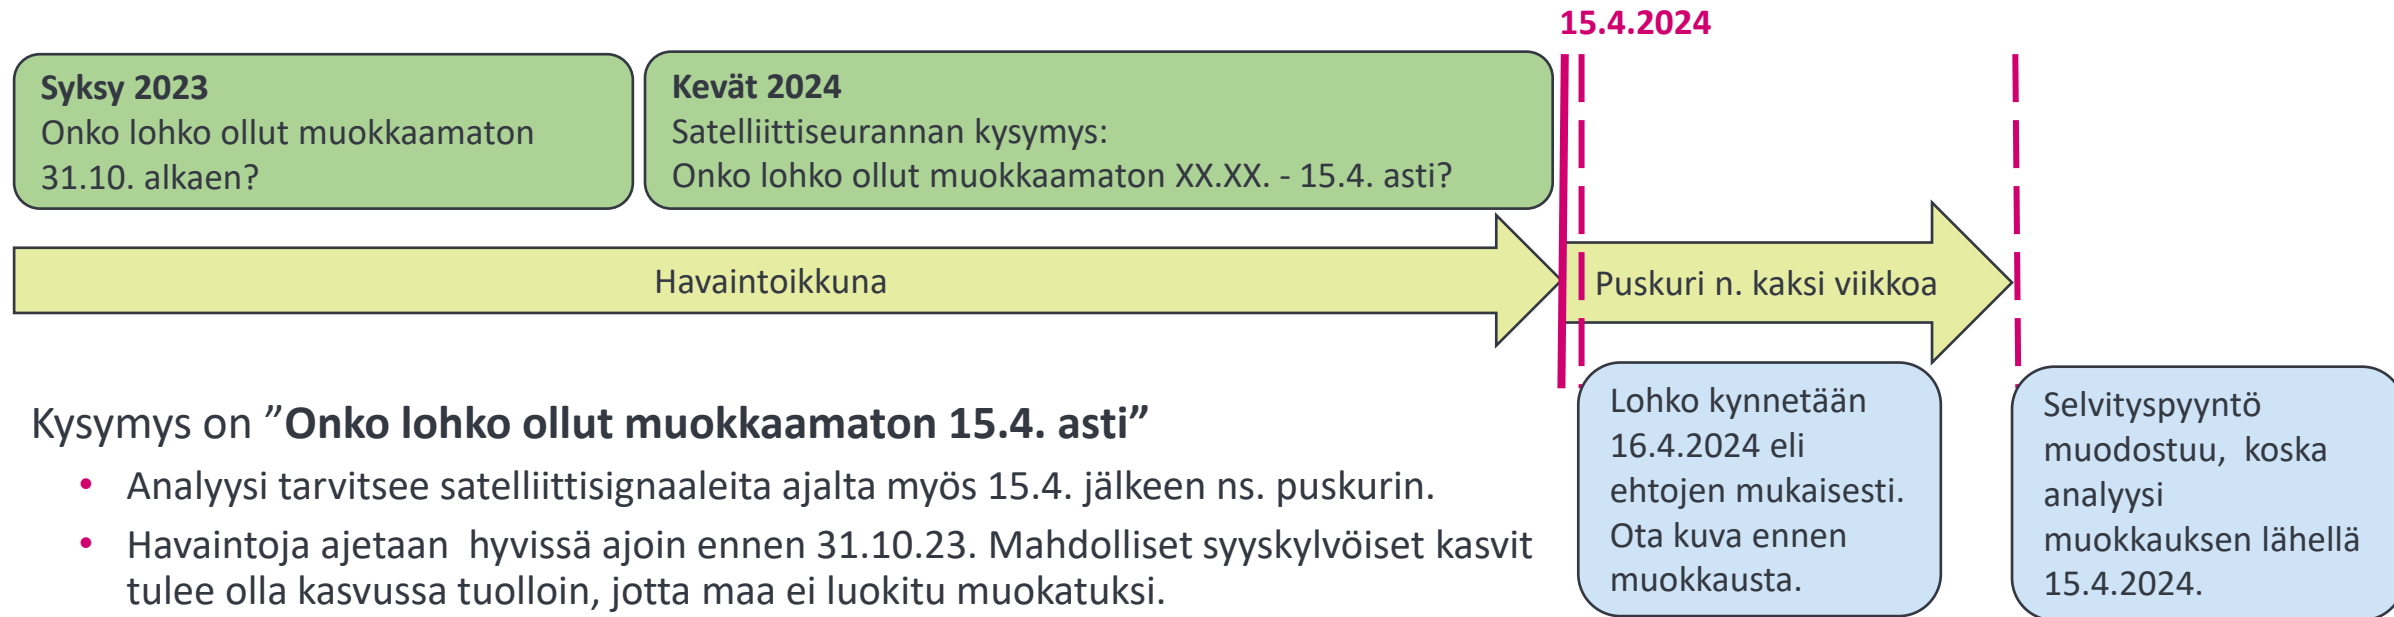 15.4.2024
Syksy 2023
Onko lohko ollut muokkaamaton
31.10. alkaen?
Kevät 2024
Satelliittiseurannan kysymys:
Onko lohko ollut muokkaamaton XX.XX. - 15.4. asti?
Havaintoikkuna
Puskuri n. kaksi viikkoa
Kysymys on ”Onko lohko ollut muokkaamaton 15.4. asti”
• Analyysi tarvitsee satelliittisignaaleita ajalta myös 15.4. jälkeen ns. puskurin.
• Havaintoja ajetaan hyvissä ajoin ennen 31.10.23. Mahdolliset syyskylvöiset kasvit
tulee olla kasvussa tuolloin, jotta maa ei luokitu muokatuksi.
Lohko kynnetään
16.4.2024 eli
ehtojen mukaisesti.
Ota kuva ennen
muokkausta.
Selvityspyyntö
muodostuu, koska
analyysi
muokkauksen lähellä
15.4.2024.